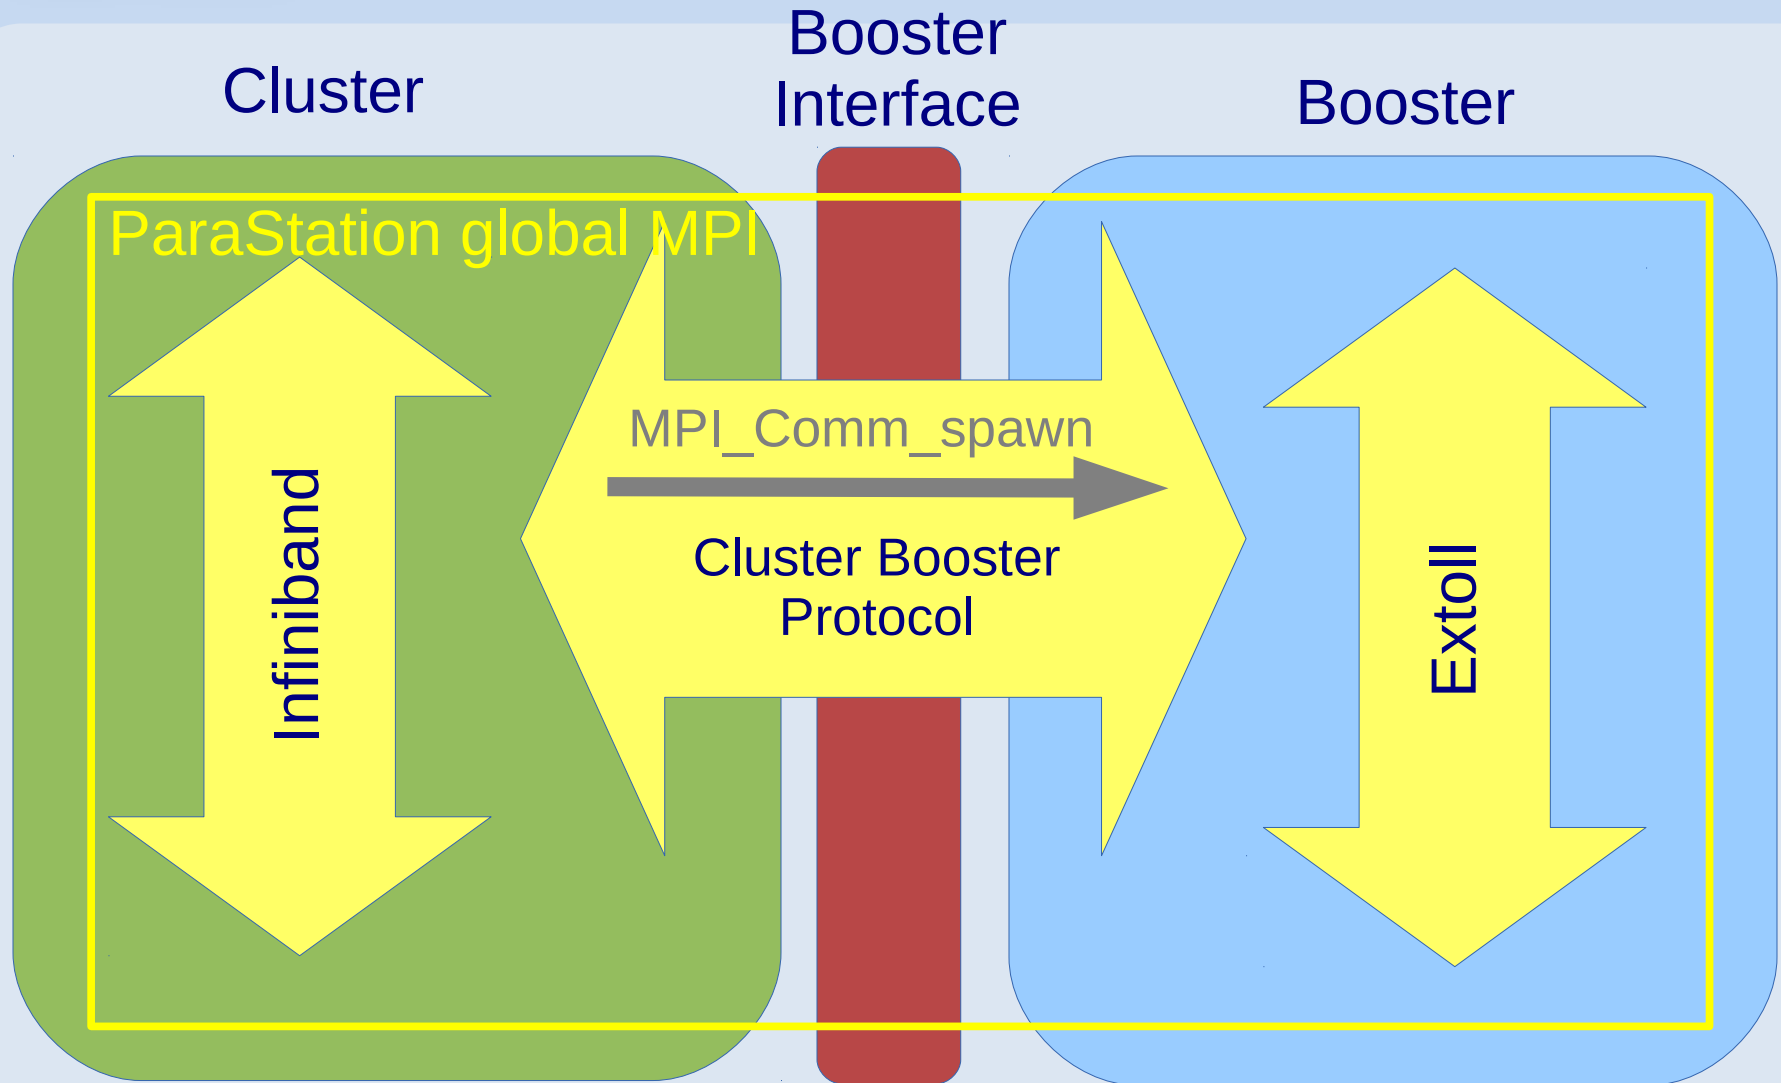 Cluster
Booster
Interface
Booster
ParaStation global MPI
Infiniband
MPI_Comm_spawn
Cluster Booster
Protocol
Extoll